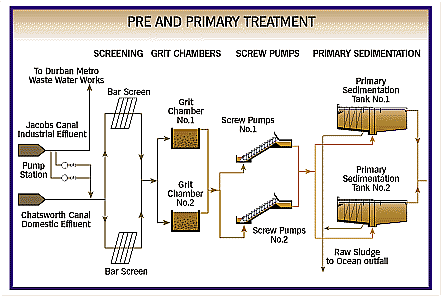 PRE AND PRIMARY TREATMENT
SCREENING
GRIT CHAMBERS
SCREW PUMPS
PRIMARY SEDIMENTATION
To Durban Metro
Waste Water Works
Bar Screen
Jacobs Canal
Industrial Effluent
Pump
Station
Chatsworth Canal
Domestic Effluent
Bar Screen
Grit
Chamber
No.1
Grit
Chamber
No.2
Screw Pumps
No.1
Screw Pumps
No.2
Primary
Sedimentation
Tank No.1
Primary
Sedimentation
Tank No.2
Raw Sludge
to Ocean outfall